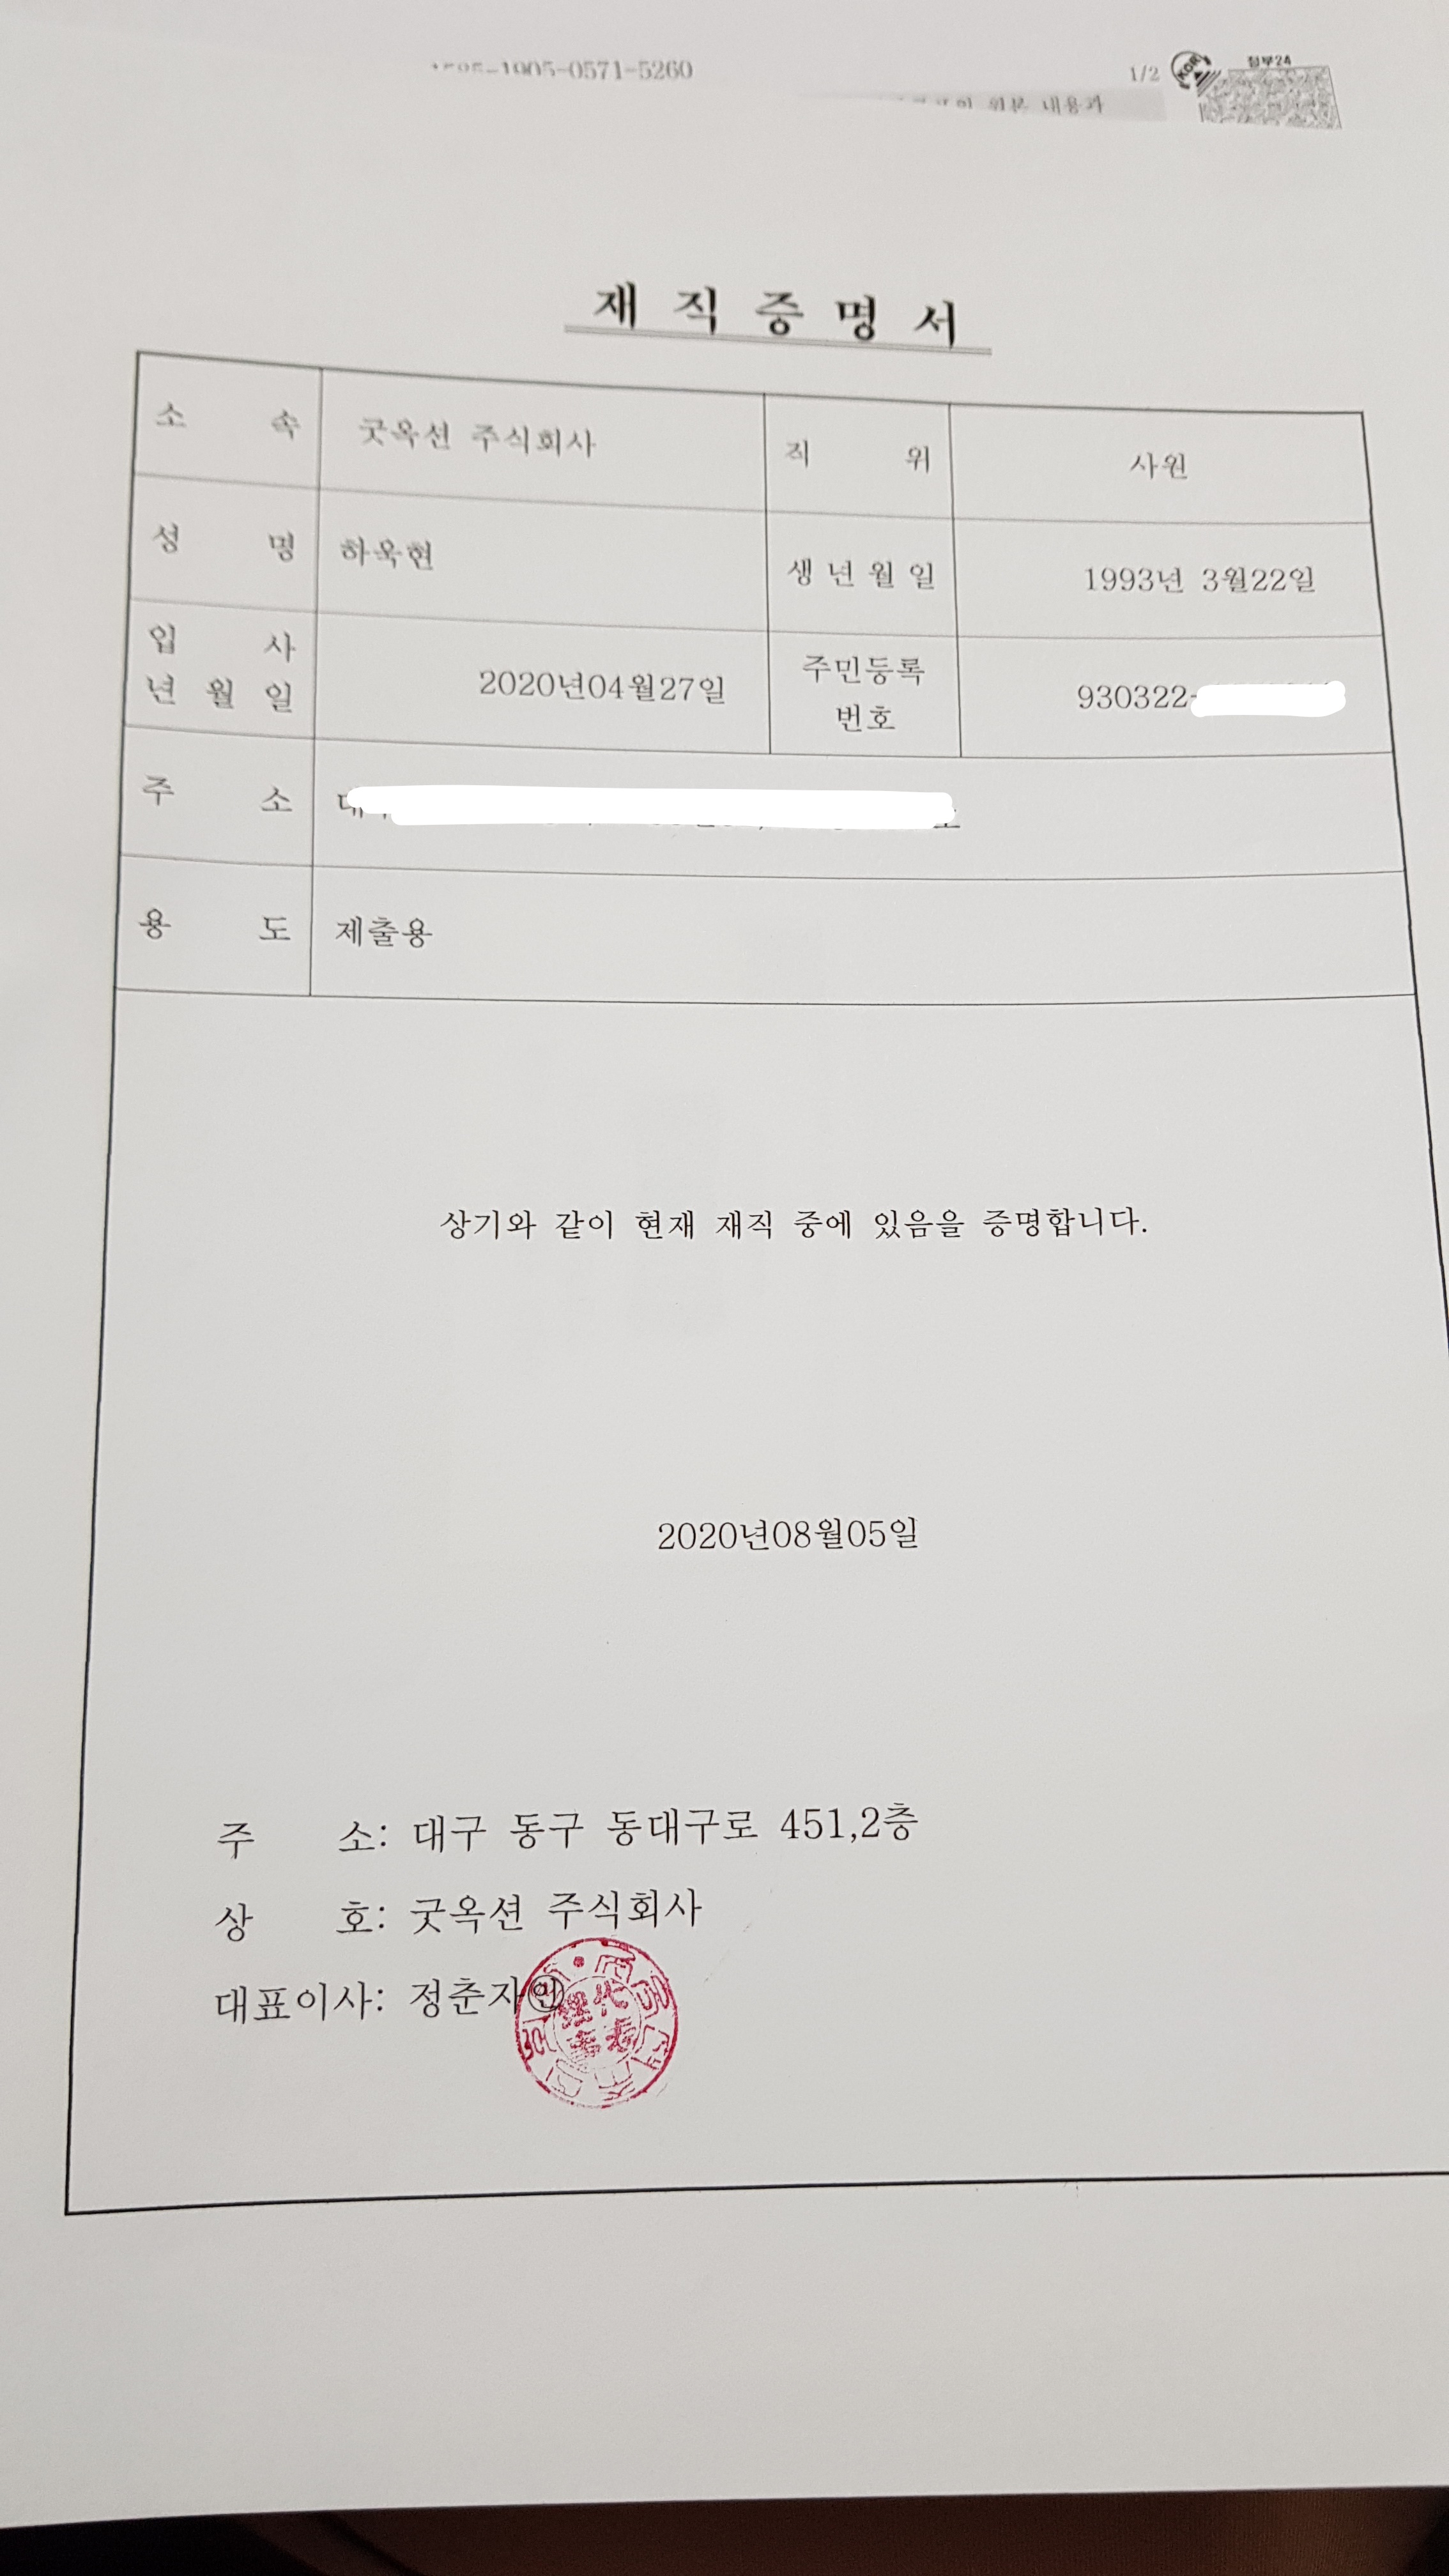 -1905-0571-5260
1/2
정부24
내용과
재 직 증 명 서
소 속 굿옥션 주식회사 직 위 사원
성 명 하욱현 생년월일 1993년 3월22일
입 사 년 월 일 2020년04월27일 주민등록 번호 930322-
주 소
용 도 제출용
상기와 같이 현재 재직 중에 있음을 증명합니다.
2020년08월05일
주 소: 대구 동구 동대구로 451,2층
상 호: 굿옥션 주식회사
대표이사: 정춘자㊞